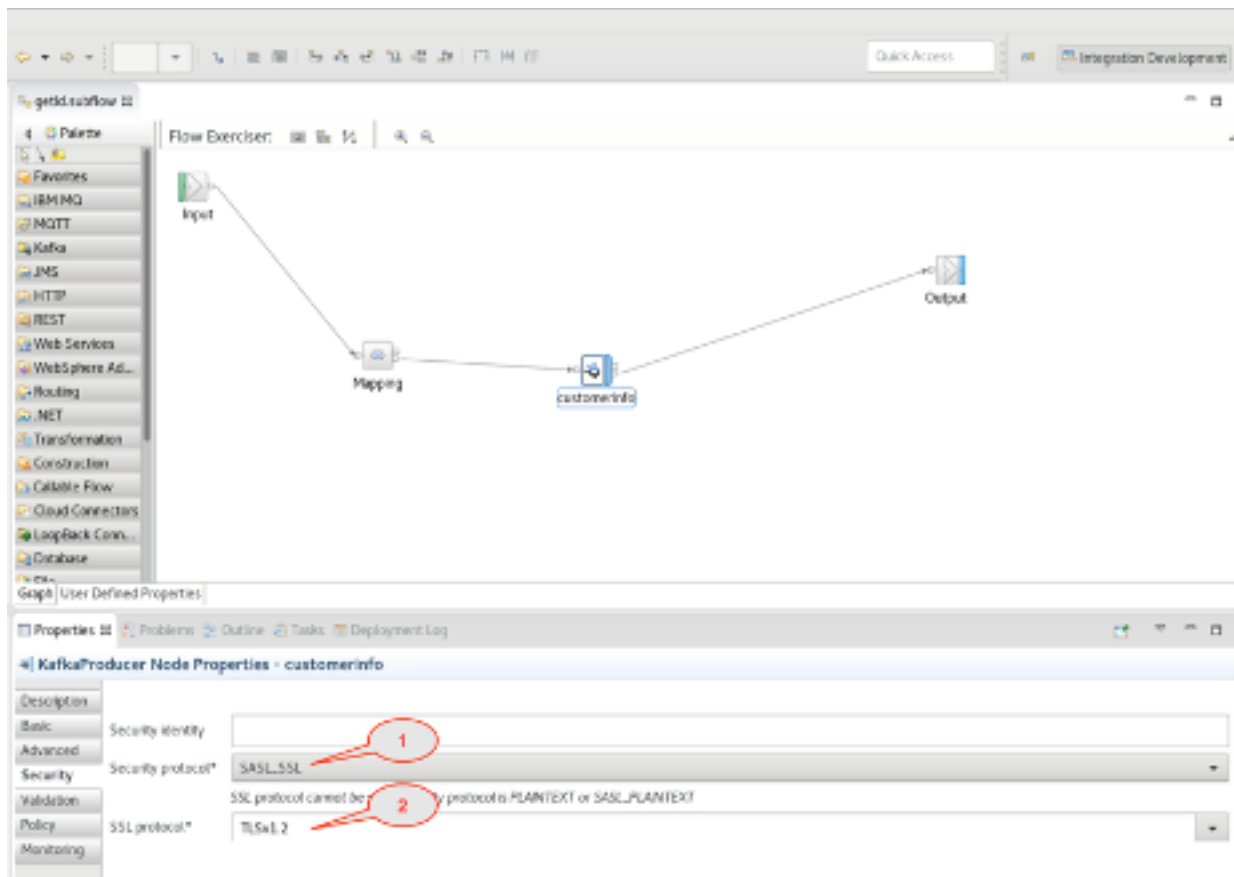 Quick Access
Integration Development
getId.subflow
Palette
Flow Exerciser:
Favorites
IBM MQ
MQTT
Kafka
JMS
HTTP
REST
Web Services
WebSphere Ad...
Routing
.NET
Transformation
Construction
Callable Flow
Cloud Connectors
LoopBack Conn...
Database
Input
Mapping
customerinfo
Output
Graph User Defined Properties
Properties Problems Outline Tasks Deployment Log
KafkaProducer Node Properties - customerinfo
Description
Basic
Advanced
Security
Validation
Policy
Monitoring
Security identity
1
Security protocol* SASL_SSL
SSL protocol cannot be protocol is PLAINTEXT or SASL_PLAINTEXT
2
SSL protocol* TLSv1.2